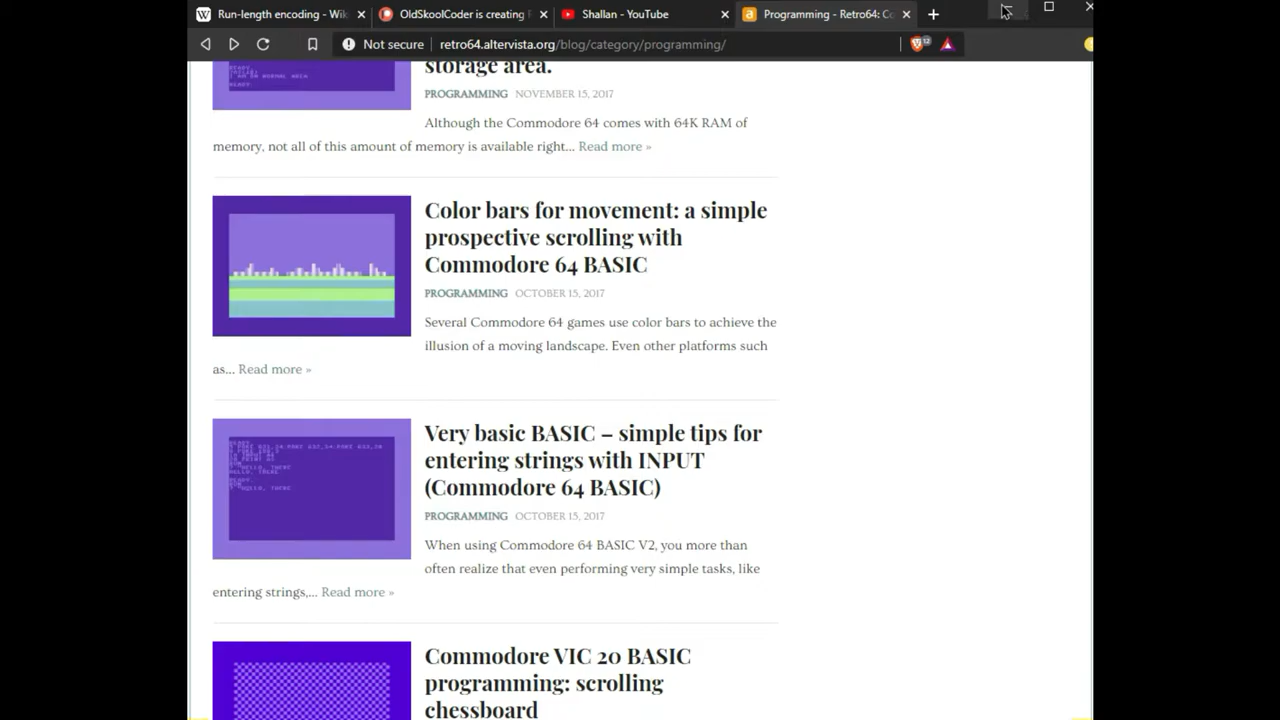 Run-length encoding - Wiki
OldSkoolCoder is creating
Shallan - YouTube
Programming - Retro64: Co
Not secure
retro64.altervista.org/blog/category/programming/
12
storage area.
PROGRAMMING NOVEMBER 15, 2017
Although the Commodore 64 comes with 64K RAM of
memory, not all of this amount of memory is available right... Read more »
Color bars for movement: a simple
prospective scrolling with
Commodore 64 BASIC
PROGRAMMING OCTOBER 15, 2017
Several Commodore 64 games use color bars to achieve the
illusion of a moving landscape. Even other platforms such
as... Read more »
Very basic BASIC – simple tips for
entering strings with INPUT
(Commodore 64 BASIC)
PROGRAMMING OCTOBER 15, 2017
When using Commodore 64 BASIC V2, you more than
often realize that even performing very simple tasks, like
entering strings,... Read more »
Commodore VIC 20 BASIC
programming: scrolling
chessboard